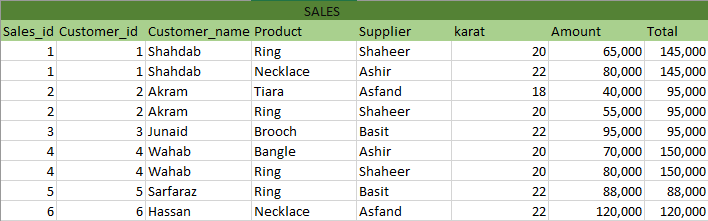 SALES
Sales_id Customer_id Customer_name Product Supplier karat Amount Total
1 1 Shahdab Ring Shaheer 20 65,000 145,000
1 1 Shahdab Necklace Ashir 22 80,000 145,000
2 2 Akram Tiara Asfand 18 40,000 95,000
2 2 Akram Ring Shaheer 20 55,000 95,000
3 3 Junaid Brooch Basit 22 95,000 95,000
4 4 Wahab Bangle Ashir 20 70,000 150,000
4 4 Wahab Ring Shaheer 20 80,000 150,000
5 5 Sarfaraz Ring Basit 22 88,000 88,000
6 6 Hassan Necklace Asfand 22 120,000 120,000